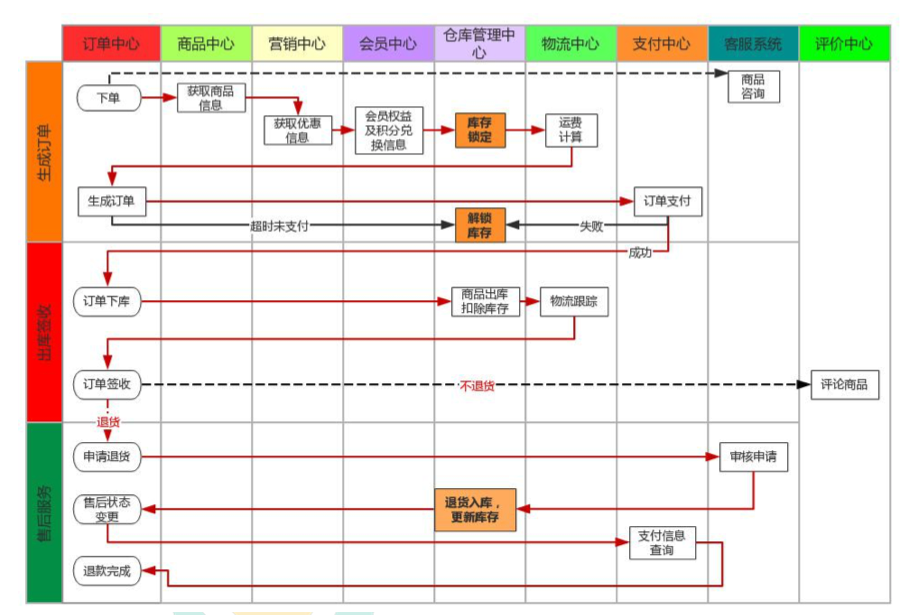 订单中心
商品中心
营销中心
会员中心
仓库管理中
心
物流中心
支付中心
客服系统
评价中心
生成订单
下单
获取商品
信息
获取优惠
信息
会员权益
及积分兑
换信息
库存
锁定
运费
计算
商品
咨询
生成订单
订单支付
超时未支付
解锁
库存
失败
成功
出库签收
订单下库
商品出库
扣除库存
物流跟踪
订单签收
不退货
评论商品
退货
售后服务
申请退货
审核申请
售后状态
变更
退货入库，
更新库存
支付信息
查询
退款完成